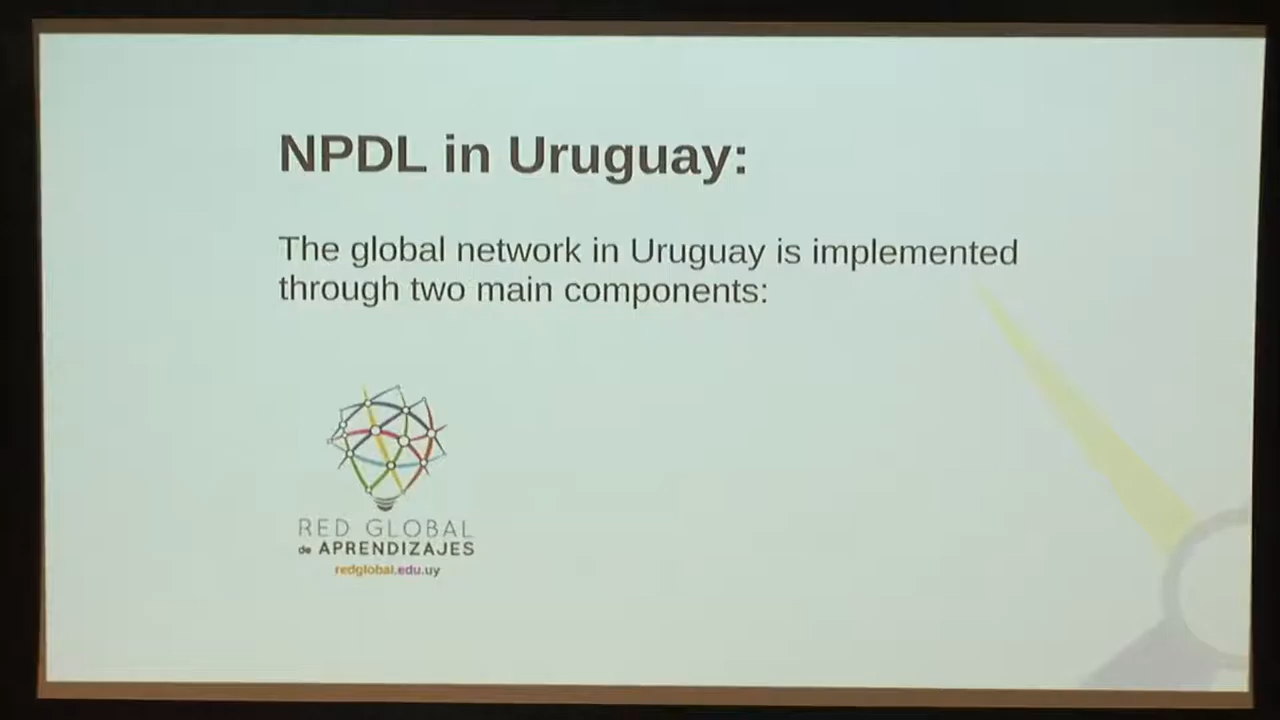 NPDL in Uruguay:
The global network in Uruguay is implemented
through two main components:
RED GLOBAL
de APRENDIZAJES
redglobal.edu.uy